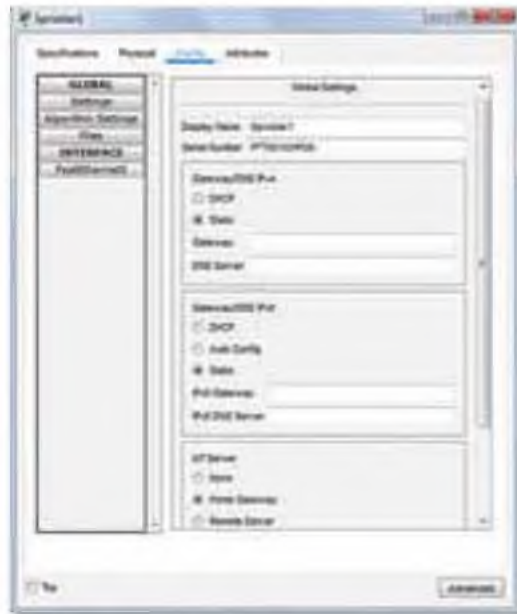 Specifications Physical Config Attributes
GLOBAL
Settings
Algorithm Settings
Files
INTERFACE
FastEthernet0
Global Settings
Display Name
Serial Number
Gateway/DNS IPv4
DHCP
Static
Gateway
DNS Server
Gateway/DNS IPv6
DHCP
Auto Config
Static
IPv6 Gateway
IPv6 DNS Server
IoT Server
None
Home Gateway
Remote Server
Top
Advanced